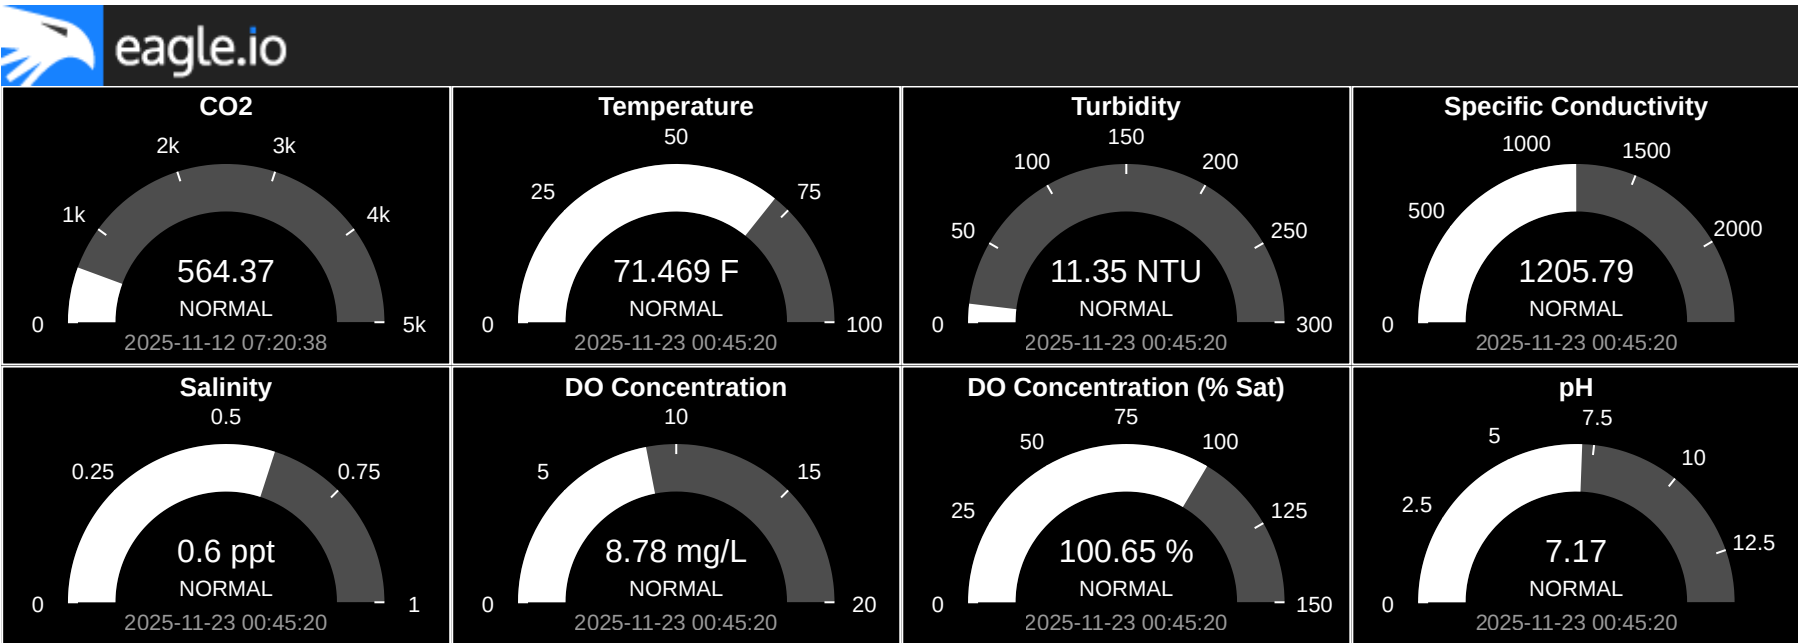 eagle.io
CO2
2k
3k
1k
4k
564.37
NORMAL
0
5k
2025-11-12 07:20:38
Temperature
50
25
75
71.469 F
NORMAL
0
100
2025-11-23 00:45:20
Turbidity
150
100
200
50
250
11.35 NTU
NORMAL
0
300
2025-11-23 00:45:20
Specific Conductivity
1000
1500
500
2000
1205.79
NORMAL
0
2025-11-23 00:45:20
Salinity
0.5
0.25
0.75
0.6 ppt
NORMAL
0
1
2025-11-23 00:45:20
DO Concentration
10
5
15
8.78 mg/L
NORMAL
0
20
2025-11-23 00:45:20
DO Concentration (% Sat)
75
50
100
25
125
100.65 %
NORMAL
0
150
2025-11-23 00:45:20
pH
7.5
5
10
2.5
12.5
7.17
NORMAL
0
2025-11-23 00:45:20